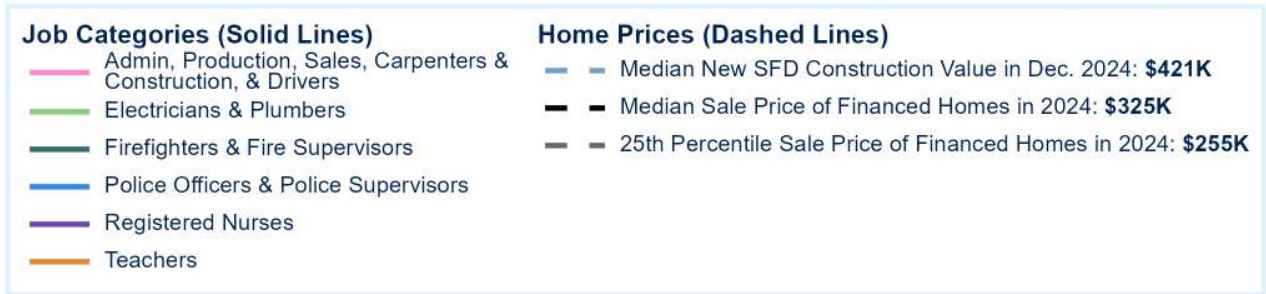 Job Categories (Solid Lines)
Admin, Production, Sales, Carpenters &
Construction, & Drivers
Electricians & Plumbers
Firefighters & Fire Supervisors
Police Officers & Police Supervisors
Registered Nurses
Teachers
Home Prices (Dashed Lines)
Median New SFD Construction Value in Dec. 2024: $421K
Median Sale Price of Financed Homes in 2024: $325K
25th Percentile Sale Price of Financed Homes in 2024: $255K